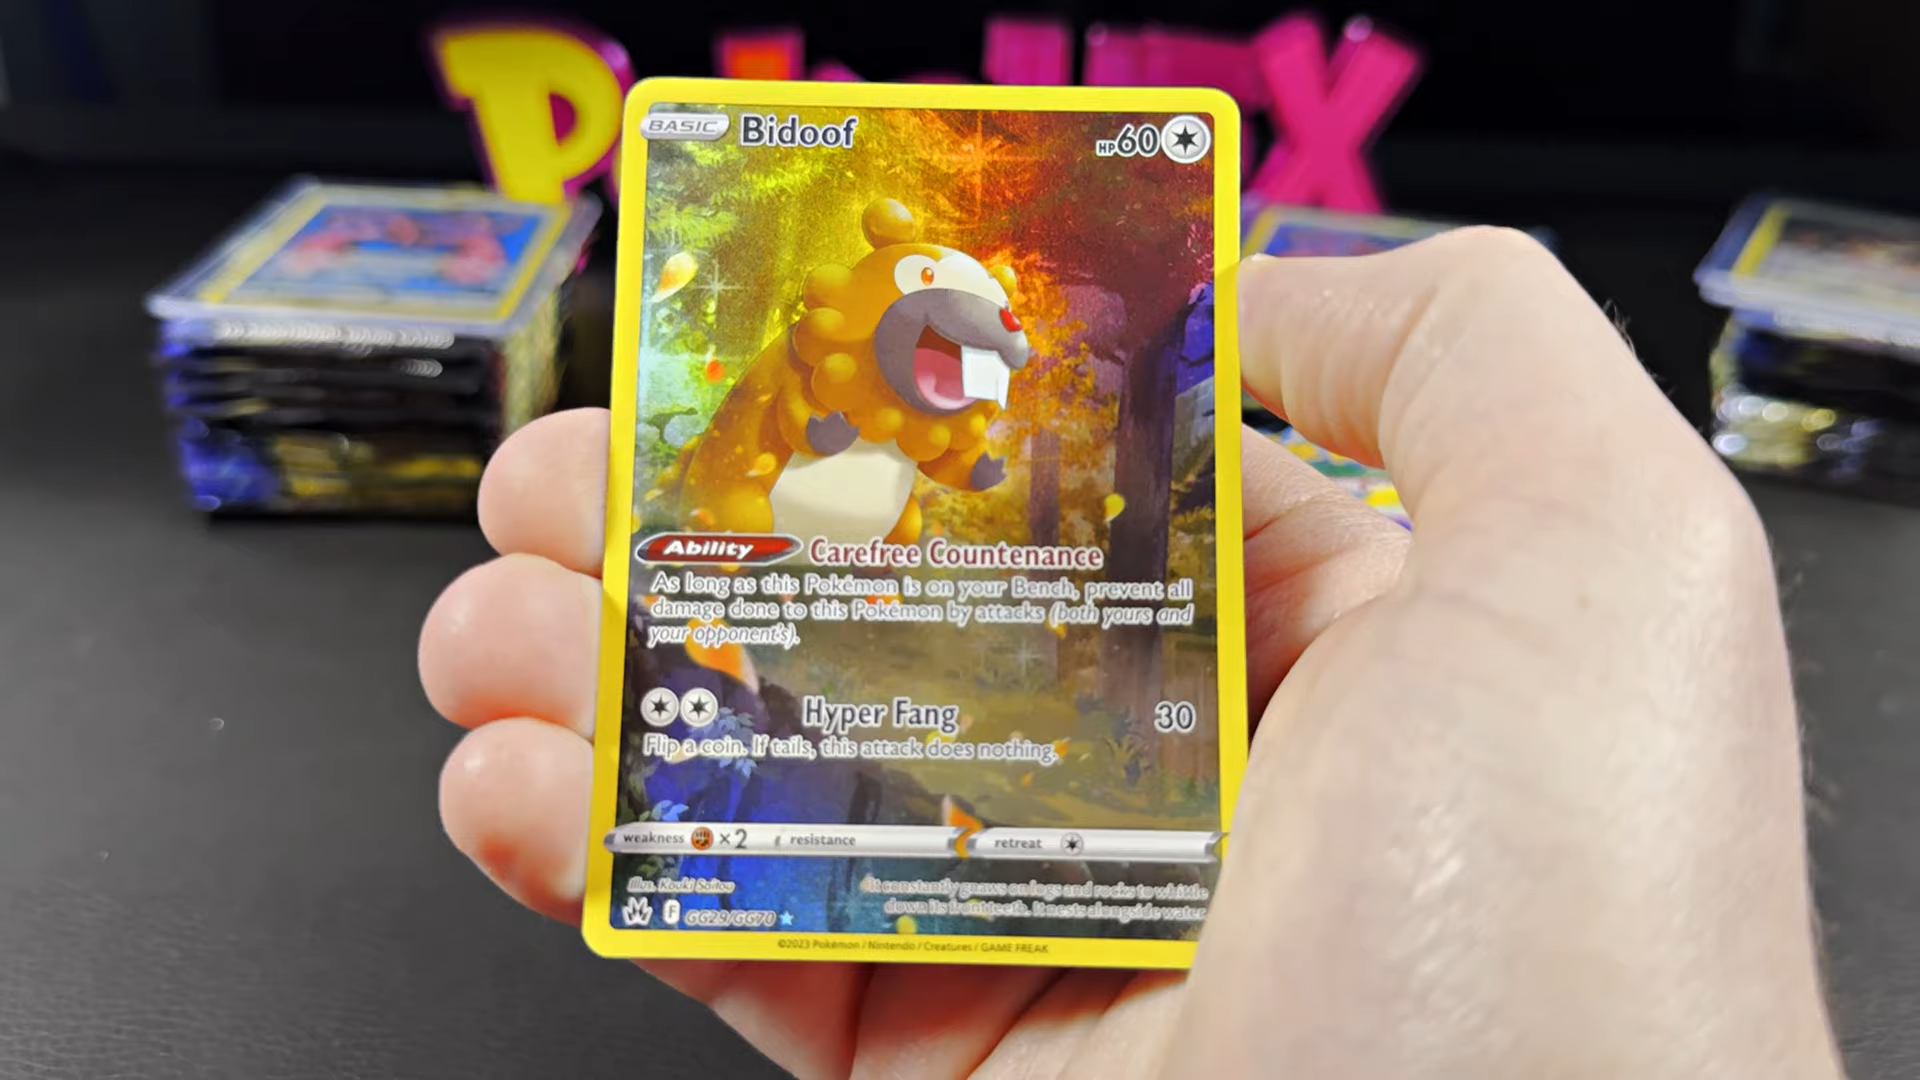 BASIC Bidoof HP60
Ability Carefree Countenance
As long as this Pokémon is on your Bench, prevent all
damage done to this Pokémon by attacks (both yours and
your opponent's).
Hyper Fang 30
Flip a coin. If tails, this attack does nothing.
weakness ×2 resistance retreat
Illus. Kouki Saitou
It constantly gnaws on logs and rocks to whittle
down its front teeth. It nests alongside water.
F GG29/GG70
©2023 Pokémon / Nintendo / Creatures / GAME FREAK